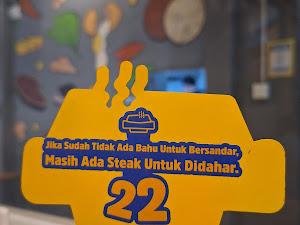 Jika Sudah Tidak Ada Bahu Untuk Bersandar,
Masih Ada Steak Untuk Didahar.
22